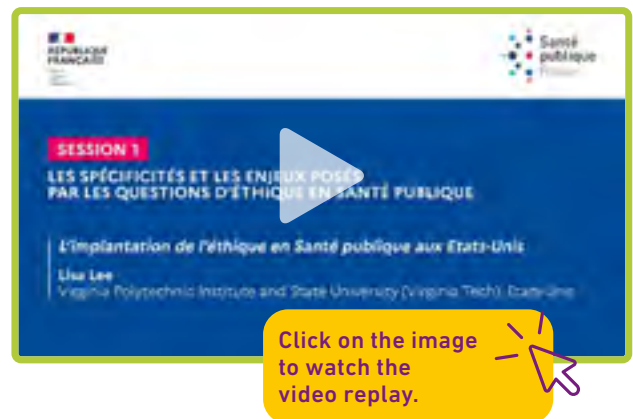 RÉPUBLIQUE
FRANÇAISE
Santé
publique
France
SESSION 1
LES SPÉCIFICITÉS ET LES ENJEUX POSÉS
PAR LES QUESTIONS D'ÉTHIQUE EN SANTÉ PUBLIQUE
L'implantation de l'éthique en Santé publique aux Etats-Unis
Lisa Lee
Virginia Polytechnic Institute and State University (Virginia Tech), Etats-Unis
Click on the image
to watch the
video replay.